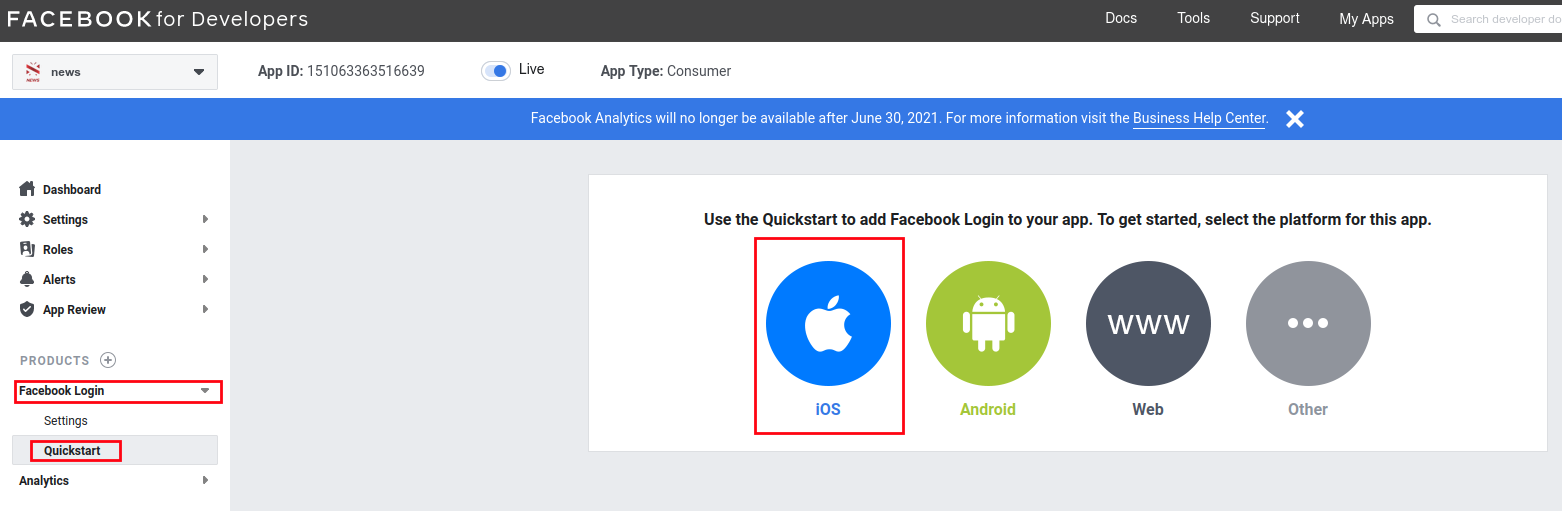 FACEBOOK for Developers
Docs Tools Support My Apps Search developer do
NEWS
news App ID: 151063363516639 Live App Type: Consumer
Facebook Analytics will no longer be available after June 30, 2021. For more information visit the Business Help Center.
Dashboard
Settings
Roles
Alerts
App Review
PRODUCTS
Facebook Login
Settings
Quickstart
Analytics
Use the Quickstart to add Facebook Login to your app. To get started, select the platform for this app.
WWW
iOS Android Web Other